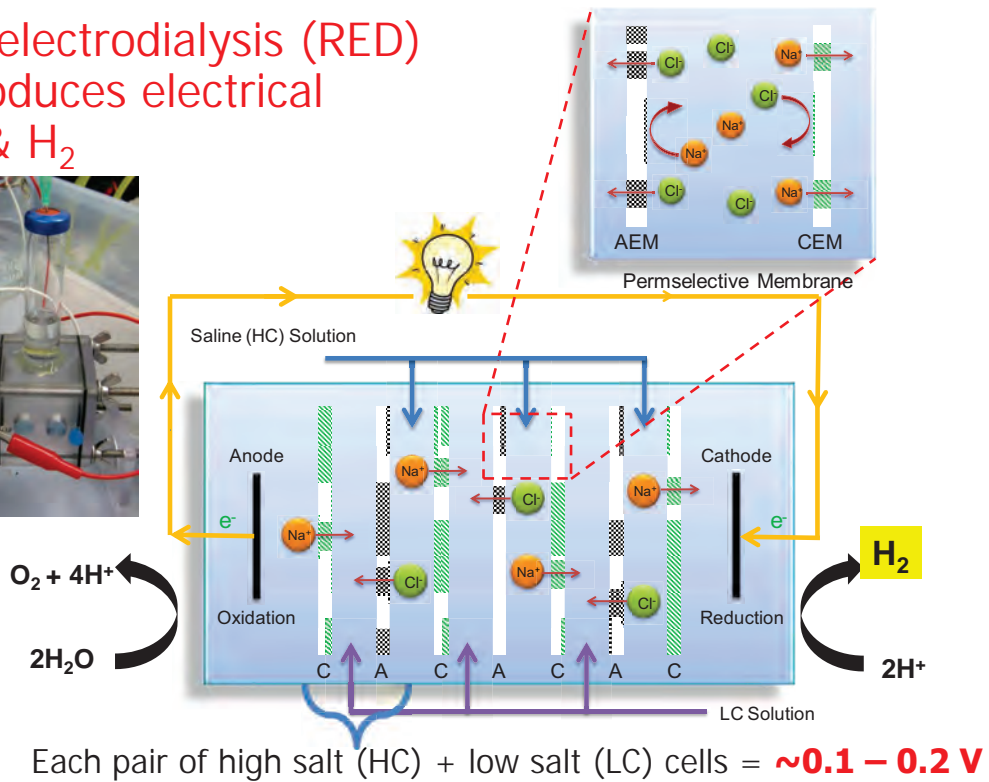 electrodialysis (RED)
oduces electrical
& H₂
Cl⁻
Cl⁻
Na⁺
Cl⁻
Na⁺
Na⁺
Cl⁻
Cl⁻
Na⁺
AEM
CEM
Permselective Membrane
Saline (HC) Solution
Anode
Cathode
Na⁺
Na⁺
Cl⁻
e⁻
e⁻
Na⁺
Na⁺
Cl⁻
Cl⁻
O₂ + 4H⁺
H₂
Oxidation
Reduction
2H₂O
2H⁺
C A C A C A C
LC Solution
Each pair of high salt (HC) + low salt (LC) cells = ~0.1 – 0.2 V